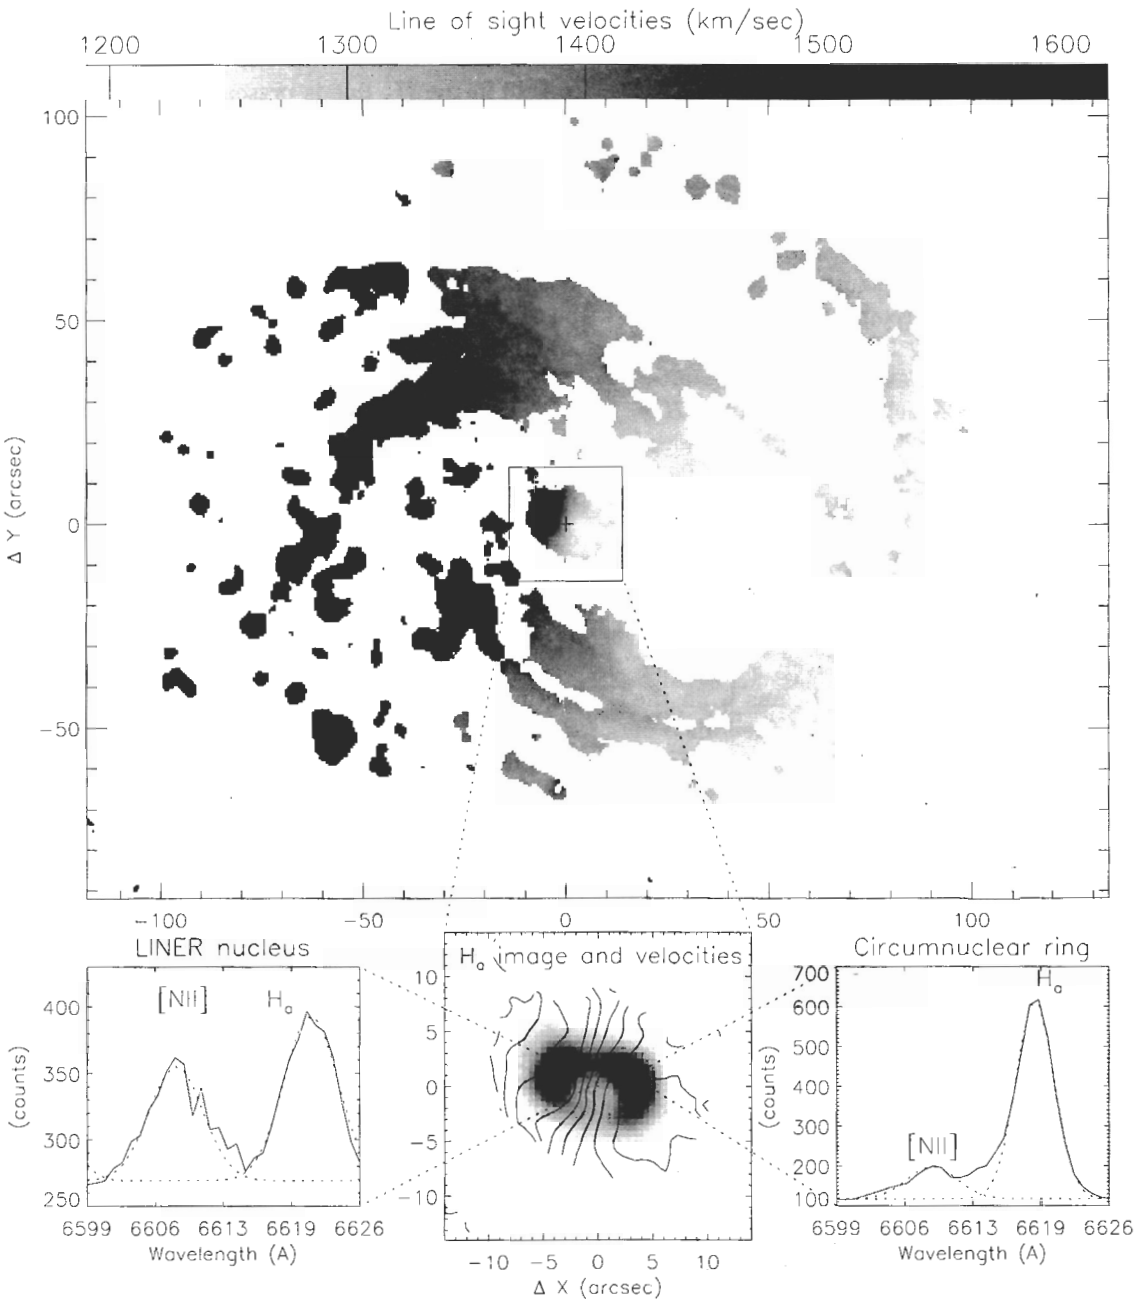 Line of sight velocities (km/sec)
1200 1300 1400 1500 1600
100
50
0
−50
Δ Y (arcsec)
−100 −50 0 50 100
LINER nucleus
[NII] Hα
400
350
300
250
(counts)
6599 6606 6613 6619 6626
Wavelength (A)
Hα image and velocities
10
5
0
−5
−10
−10 −5 0 5 10
Δ X (arcsec)
Circumnuclear ring
Hα
[NII]
700
600
500
400
300
200
100
(counts)
6599 6606 6613 6619 6626
Wavelength (A)